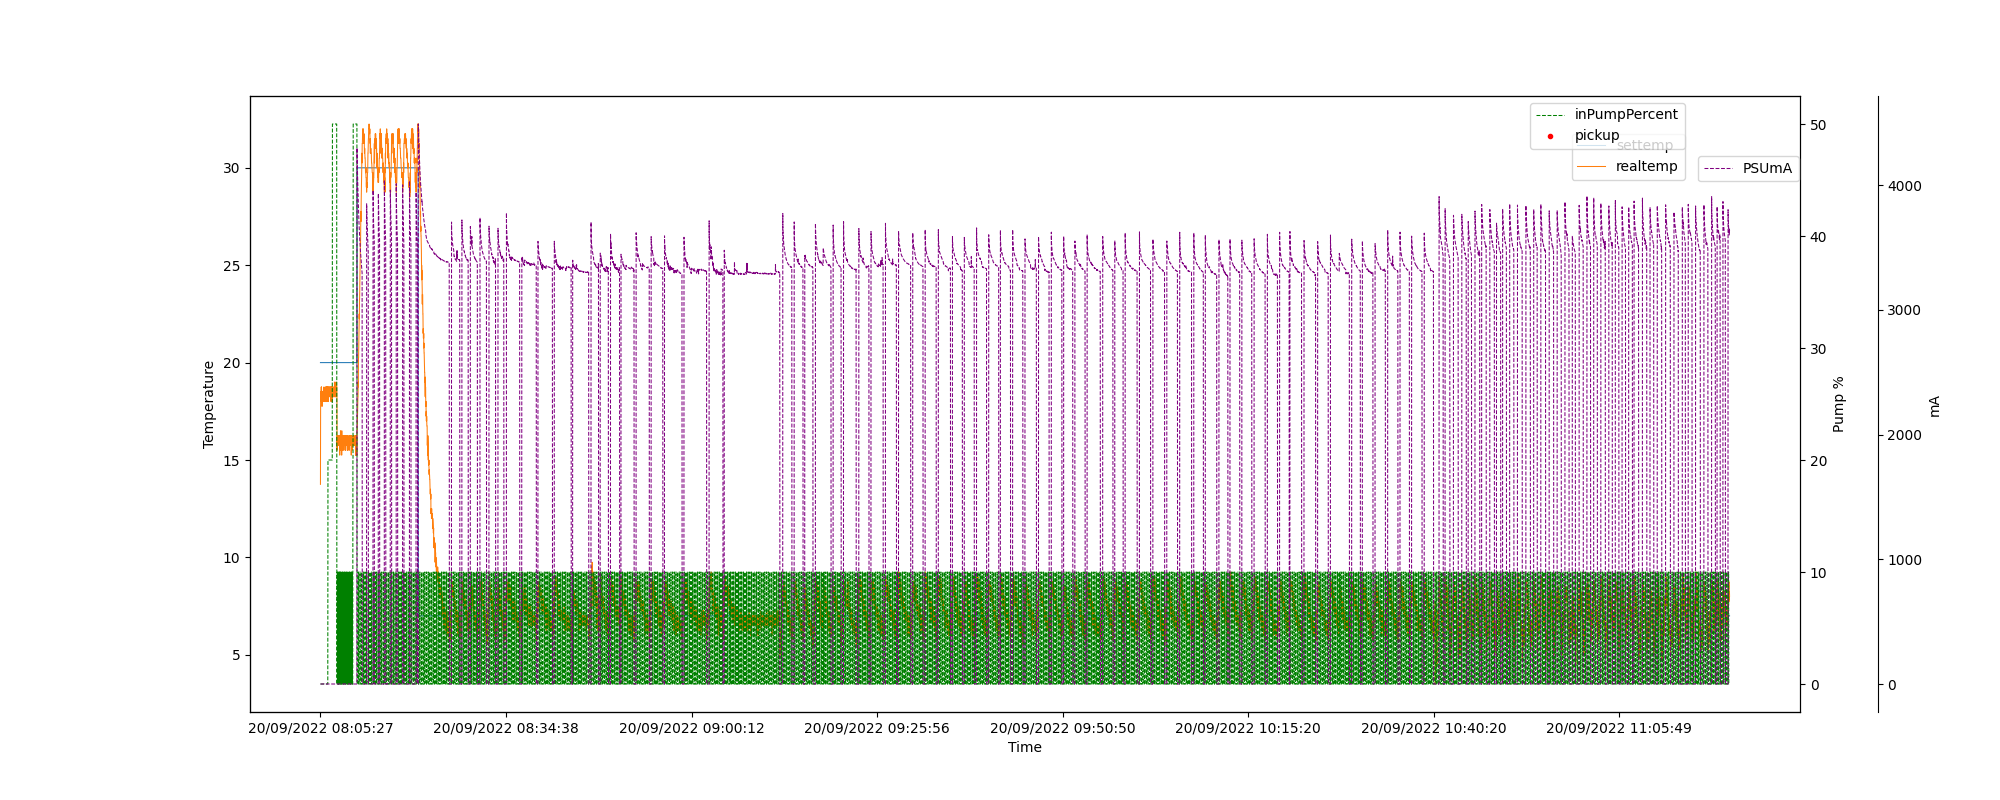 inPumpPercent
pickup
settemp
realtemp
PSUmA
30
25
20
15
10
5
Temperature
50
40
30
20
10
0
Pump %
4000
3000
2000
1000
0
mA
20/09/2022 08:05:27
20/09/2022 08:34:38
20/09/2022 09:00:12
20/09/2022 09:25:56
20/09/2022 09:50:50
20/09/2022 10:15:20
20/09/2022 10:40:20
20/09/2022 11:05:49
Time